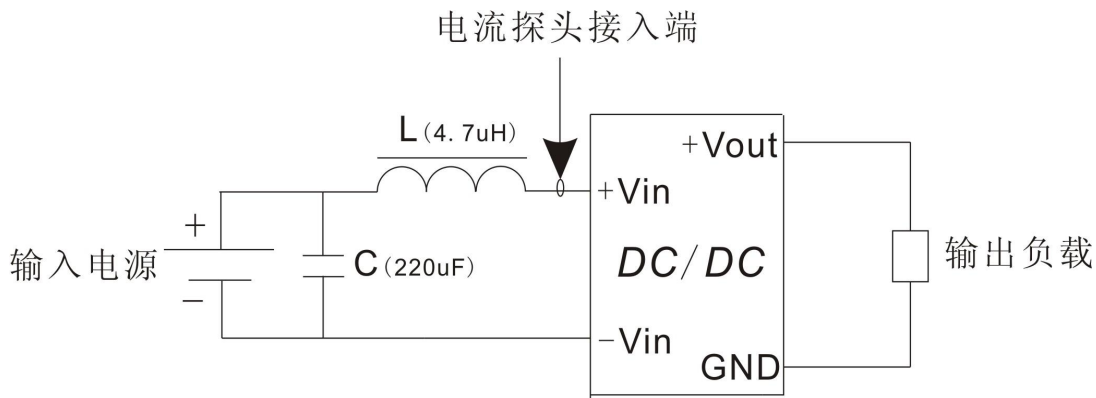 电流探头接入端
L(4.7uH)
+Vout
+Vin
+
输入电源
C(220uF)
DC/DC
输出负载
-
-Vin
GND